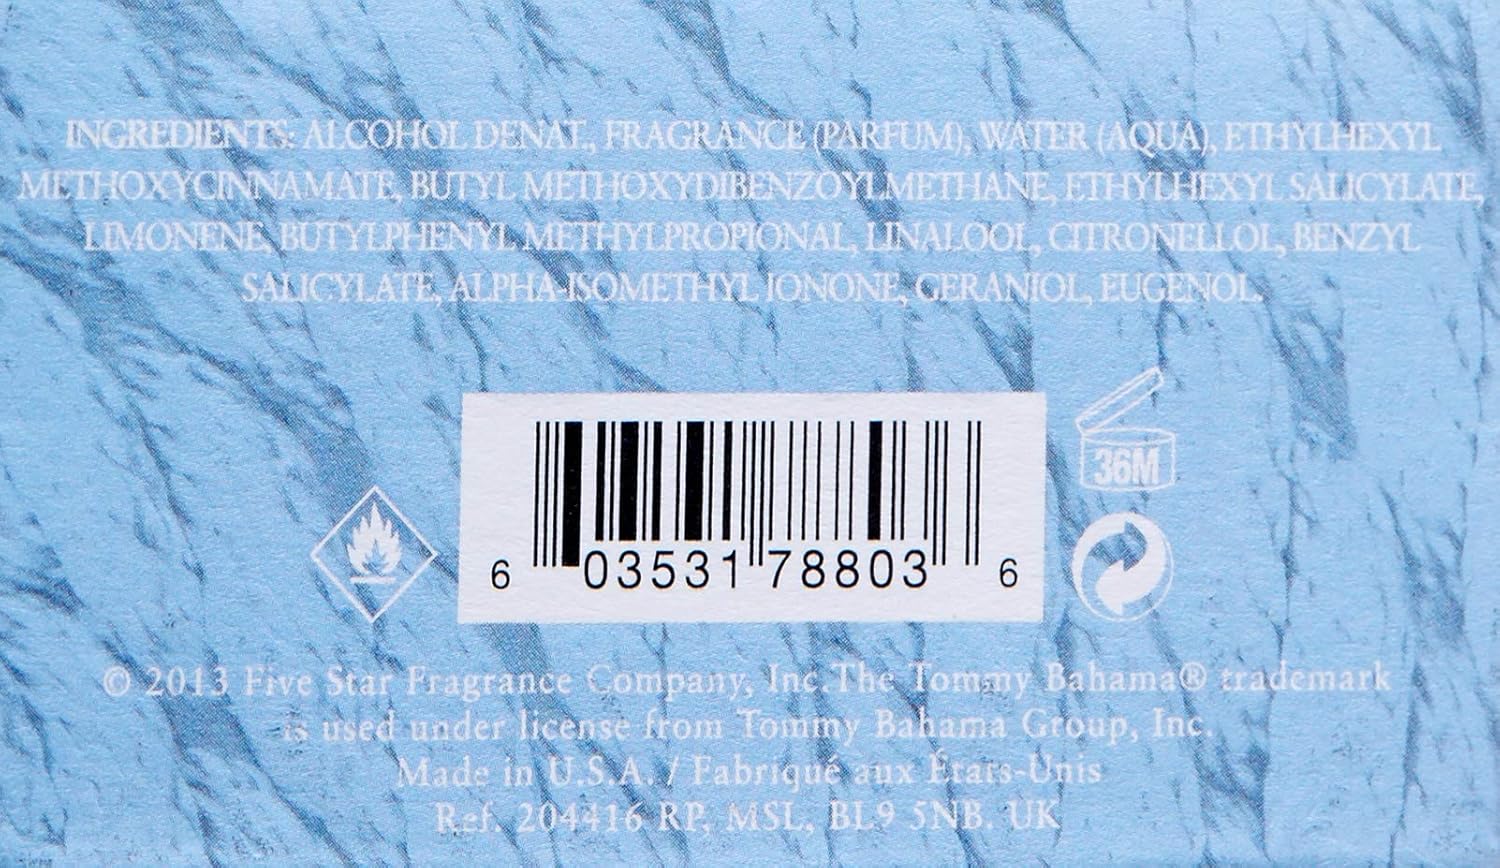 INGREDIENTS: ALCOHOL DENAT., FRAGRANCE (PARFUM), WATER (AQUA), ETHYLHEXYL
METHOXYCINNAMATE, BUTYL METHOXYDIBENZOYLMETHANE, ETHYLHEXYL SALICYLATE,
LIMONENE, BUTYLPHENYL METHYLPROPIONAL, LINALOOL, CITRONELLOL, BENZYL
SALICYLATE, ALPHA-ISOMETHYL IONONE, GERANIOL, EUGENOL.
36M
6 03531 78803 6
© 2013 Five Star Fragrance Company, Inc. The Tommy Bahama® trademark
is used under license from Tommy Bahama Group, Inc.
Made in U.S.A. / Fabriqué aux États-Unis
Ref. 204416 RP, MSL, BL9 5NB. UK